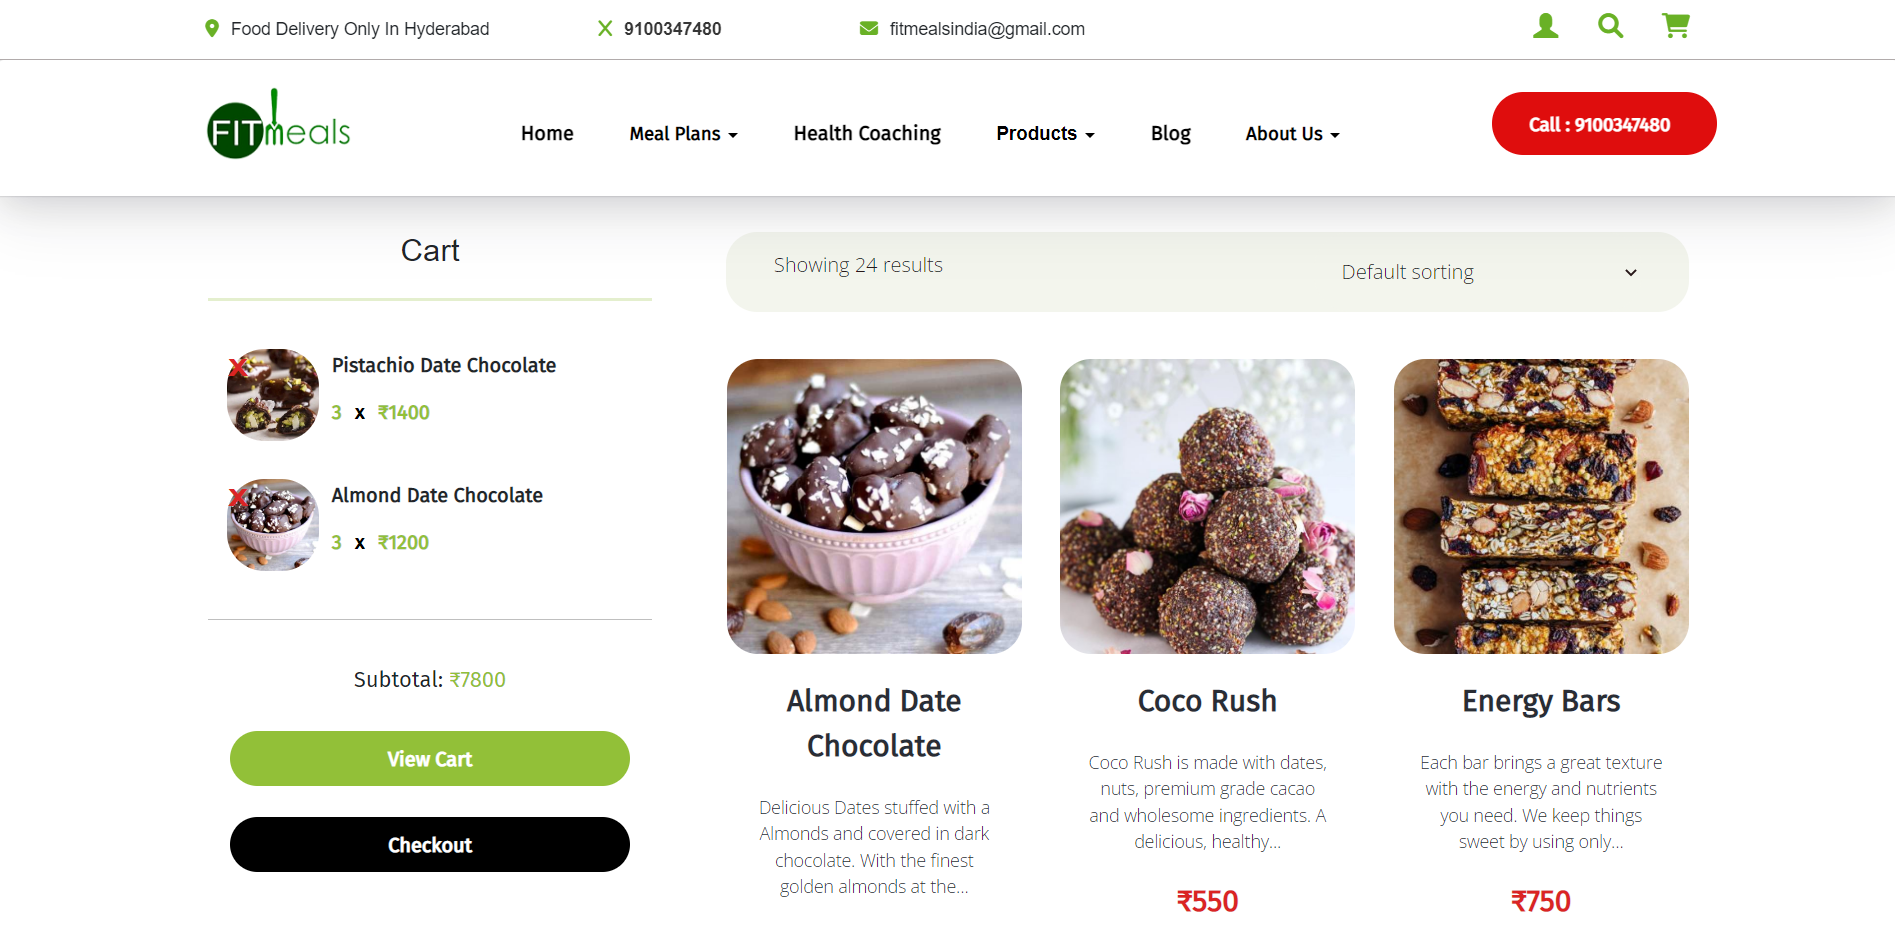 Food Delivery Only In Hyderabad
9100347480
fitmealsindia@gmail.com
FITmeals
Home
Meal Plans
Health Coaching
Products
Blog
About Us
Call : 9100347480
Cart
X
Pistachio Date Chocolate
3 x ₹1400
X
Almond Date Chocolate
3 x ₹1200
Subtotal: ₹7800
View Cart
Checkout
Showing 24 results
Default sorting
Almond Date
Chocolate
Delicious Dates stuffed with a
Almonds and covered in dark
chocolate. With the finest
golden almonds at the...
Coco Rush
Coco Rush is made with dates,
nuts, premium grade cacao
and wholesome ingredients. A
delicious, healthy...
₹550
Energy Bars
Each bar brings a great texture
with the energy and nutrients
you need. We keep things
sweet by using only...
₹750